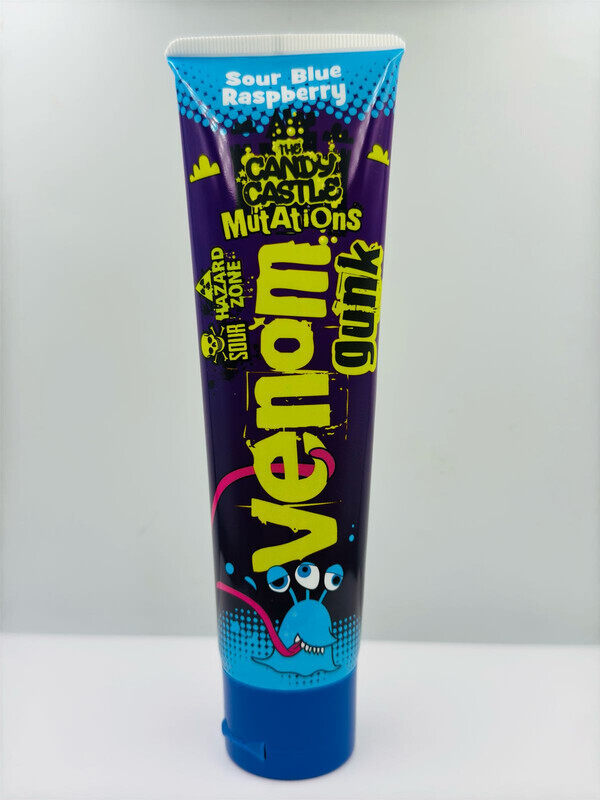 Sour Blue
Raspberry
THE
CANDY
CASTLE
MutAtiOns
HAZARD
ZONE
SOUR
Venom
gunk